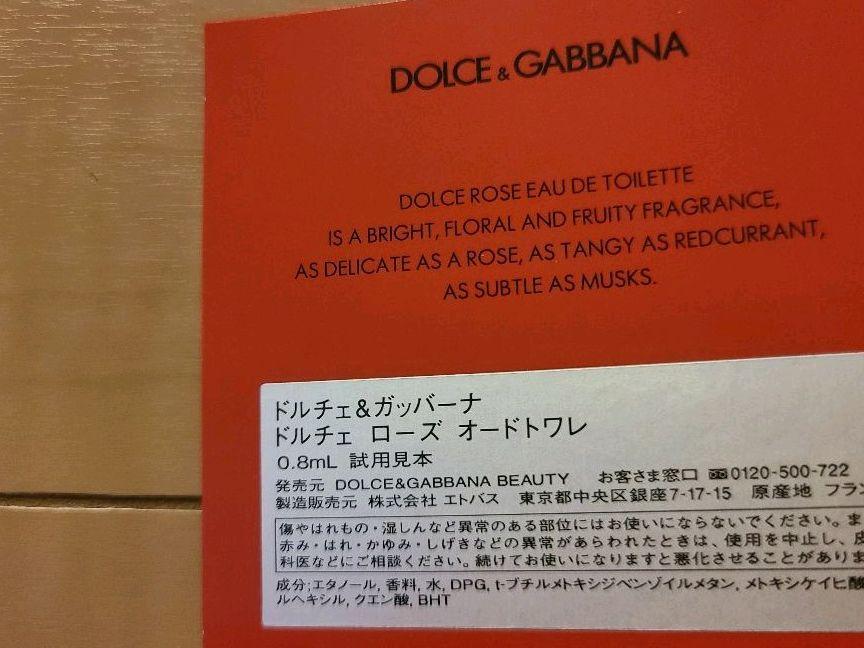 DOLCE & GABBANA
DOLCE ROSE EAU DE TOILETTE
IS A BRIGHT, FLORAL AND FRUITY FRAGRANCE,
AS DELICATE AS A ROSE, AS TANGY AS REDCURRANT,
AS SUBTLE AS MUSKS.
ドルチェ&ガッバーナ
ドルチェ ローズ オードトワレ
0.8mL 試用見本
発売元 DOLCE&GABBANA BEAUTY お客さま窓口 0120-500-722
製造販売元 株式会社 エトバス 東京都中央区銀座7-17-15 原産地 フラン
傷やはれもの・湿しんなど異常のある部位にはお使いにならないでください。ま
赤み・はれ・かゆみ・しげきなどの異常があらわれたときは、使用を中止し、皮
科医などにご相談ください。続けてお使いになりますと悪化させることがありま
成分;エタノール, 香料, 水, DPG, t-ブチルメトキシジベンゾイルメタン, メトキシケイヒ酸
ルヘキシル, クエン酸, BHT